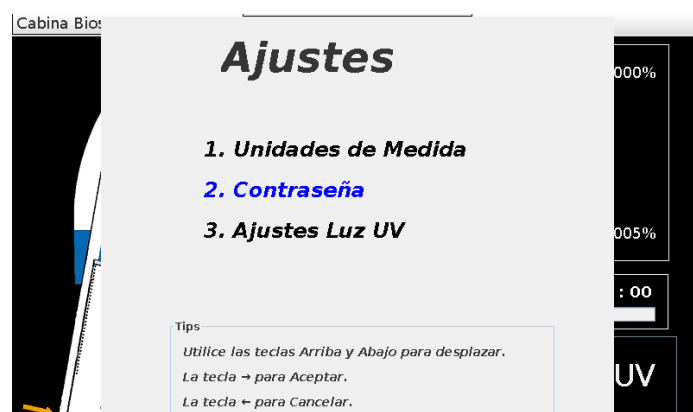 Cabina Bios
Ajustes
000%
1. Unidades de Medida
2. Contraseña
3. Ajustes Luz UV
005%
: 00
Tips
Utilice las teclas Arriba y Abajo para desplazar.
UV
La tecla → para Aceptar.
La tecla ← para Cancelar.